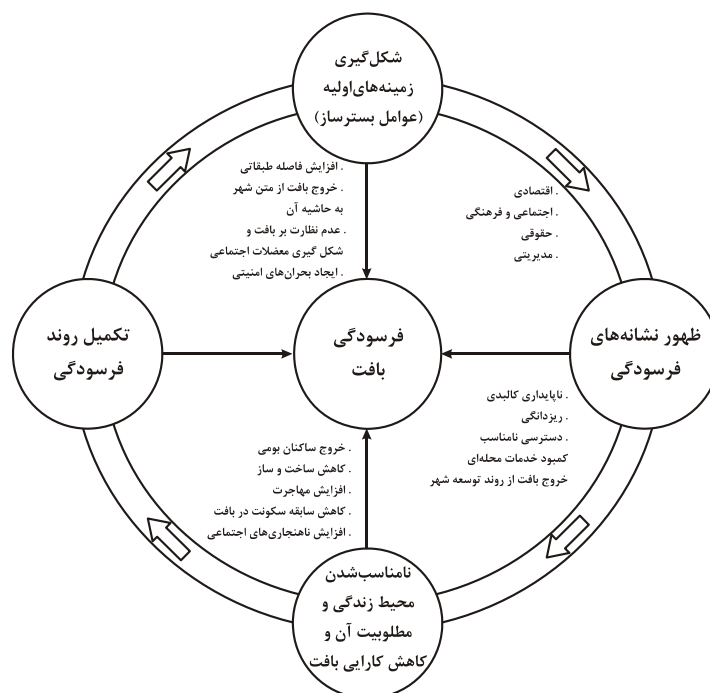 شکل‌گیری
زمینه‌های‌اولیه
(عوامل بسترساز)
. افزایش فاصله طبقاتی
. خروج بافت از متن شهر
به حاشیه آن
. عدم نظارت بر بافت و
شکل گیری معضلات اجتماعی
. ایجاد بحران‌های امنیتی
. اقتصادی
. اجتماعی و فرهنگی
. حقوقی
. مدیریتی
ظهور نشانه‌های
فرسودگی
فرسودگی
بافت
تکمیل روند
فرسودگی
. ناپایداری کالبدی
. ریزدانگی
. دسترسی نامناسب
کمبود خدمات محله‌ای
خروج بافت از روند توسعه شهر
. خروج ساکنان بومی
. کاهش ساخت و ساز
. افزایش مهاجرت
. کاهش سابقه سکونت در بافت
. افزایش ناهنجاری‌های اجتماعی
نامناسب‌شدن
محیط زندگی و
مطلوبیت آن و
کاهش کارایی بافت